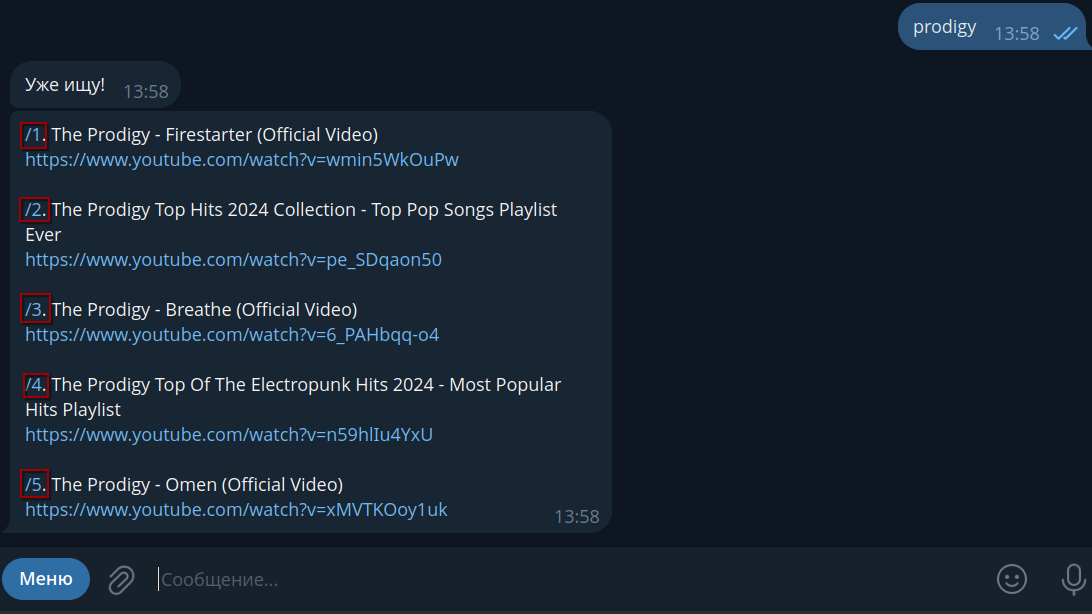 prodigy 13:58
Уже ищу! 13:58
/1. The Prodigy - Firestarter (Official Video)
https://www.youtube.com/watch?v=wmin5WkOuPw
/2. The Prodigy Top Hits 2024 Collection - Top Pop Songs Playlist
Ever
https://www.youtube.com/watch?v=pe_SDqaon50
/3. The Prodigy - Breathe (Official Video)
https://www.youtube.com/watch?v=6_PAHbqq-o4
/4. The Prodigy Top Of The Electropunk Hits 2024 - Most Popular
Hits Playlist
https://www.youtube.com/watch?v=n59hlIu4YxU
/5. The Prodigy - Omen (Official Video)
https://www.youtube.com/watch?v=xMVTKOoy1uk
13:58
Меню Сообщение...